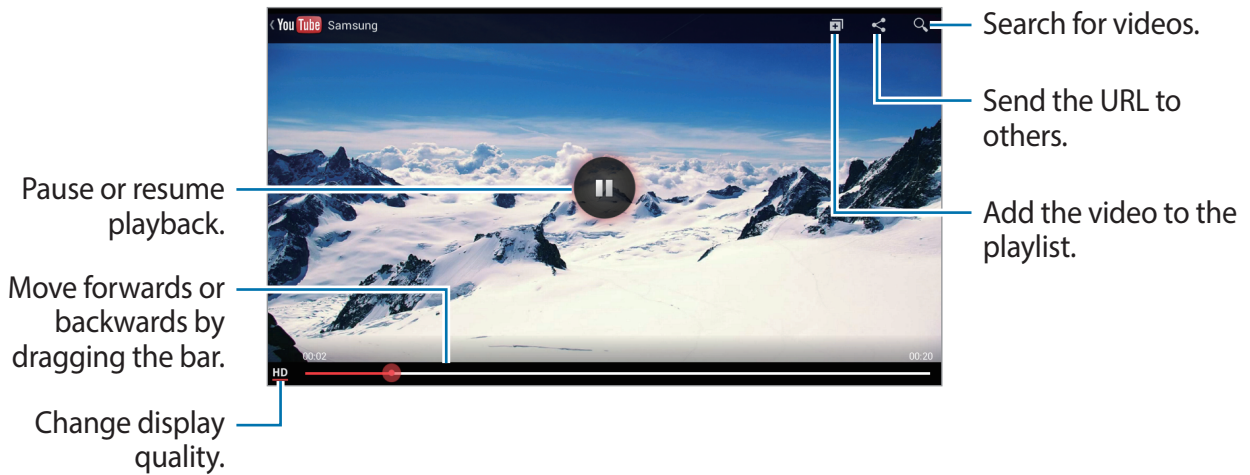 You Tube Samsung
Search for videos.
Send the URL to
others.
Add the video to the
playlist.
Pause or resume
playback.
Move forwards or
backwards by
dragging the bar.
00:02
00:20
HD
Change display
quality.